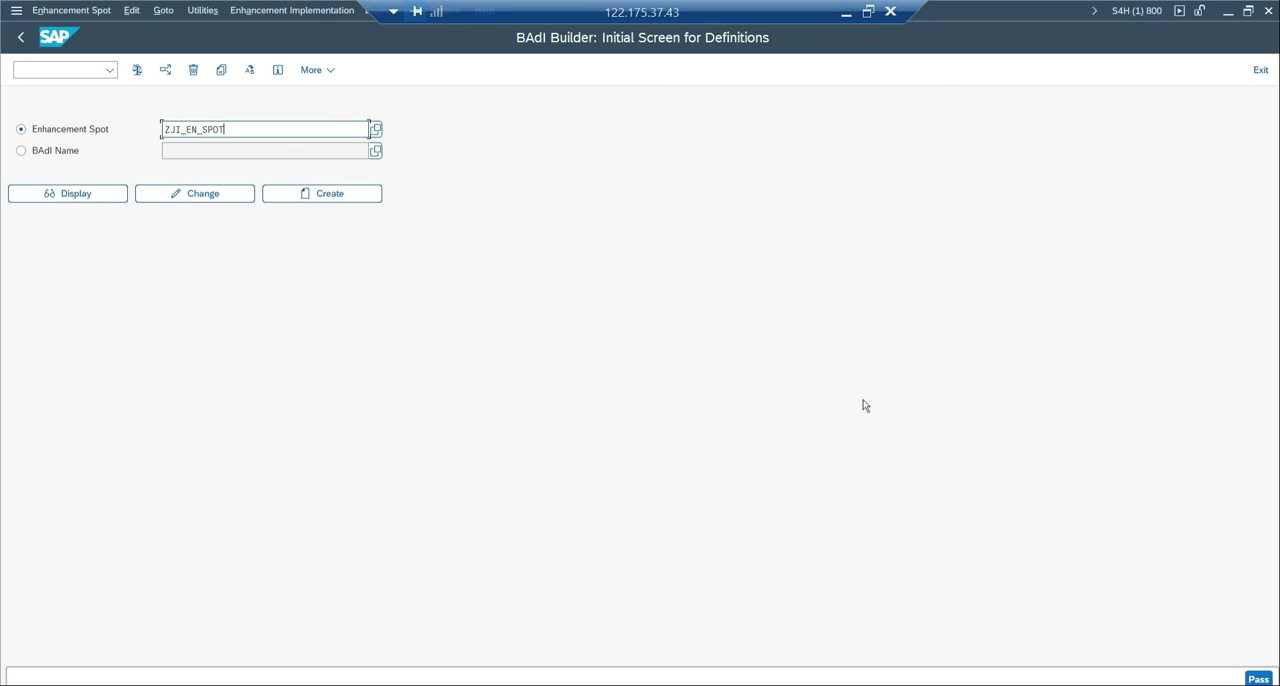 Enhancement Spot Edit Goto Utilities Enhancement Implementation 122.175.37.43 S4H (1) 800
SAP BAdI Builder: Initial Screen for Definitions
More Exit
Enhancement Spot ZJI_EN_SPOT
BAdI Name
Display Change Create
Pass